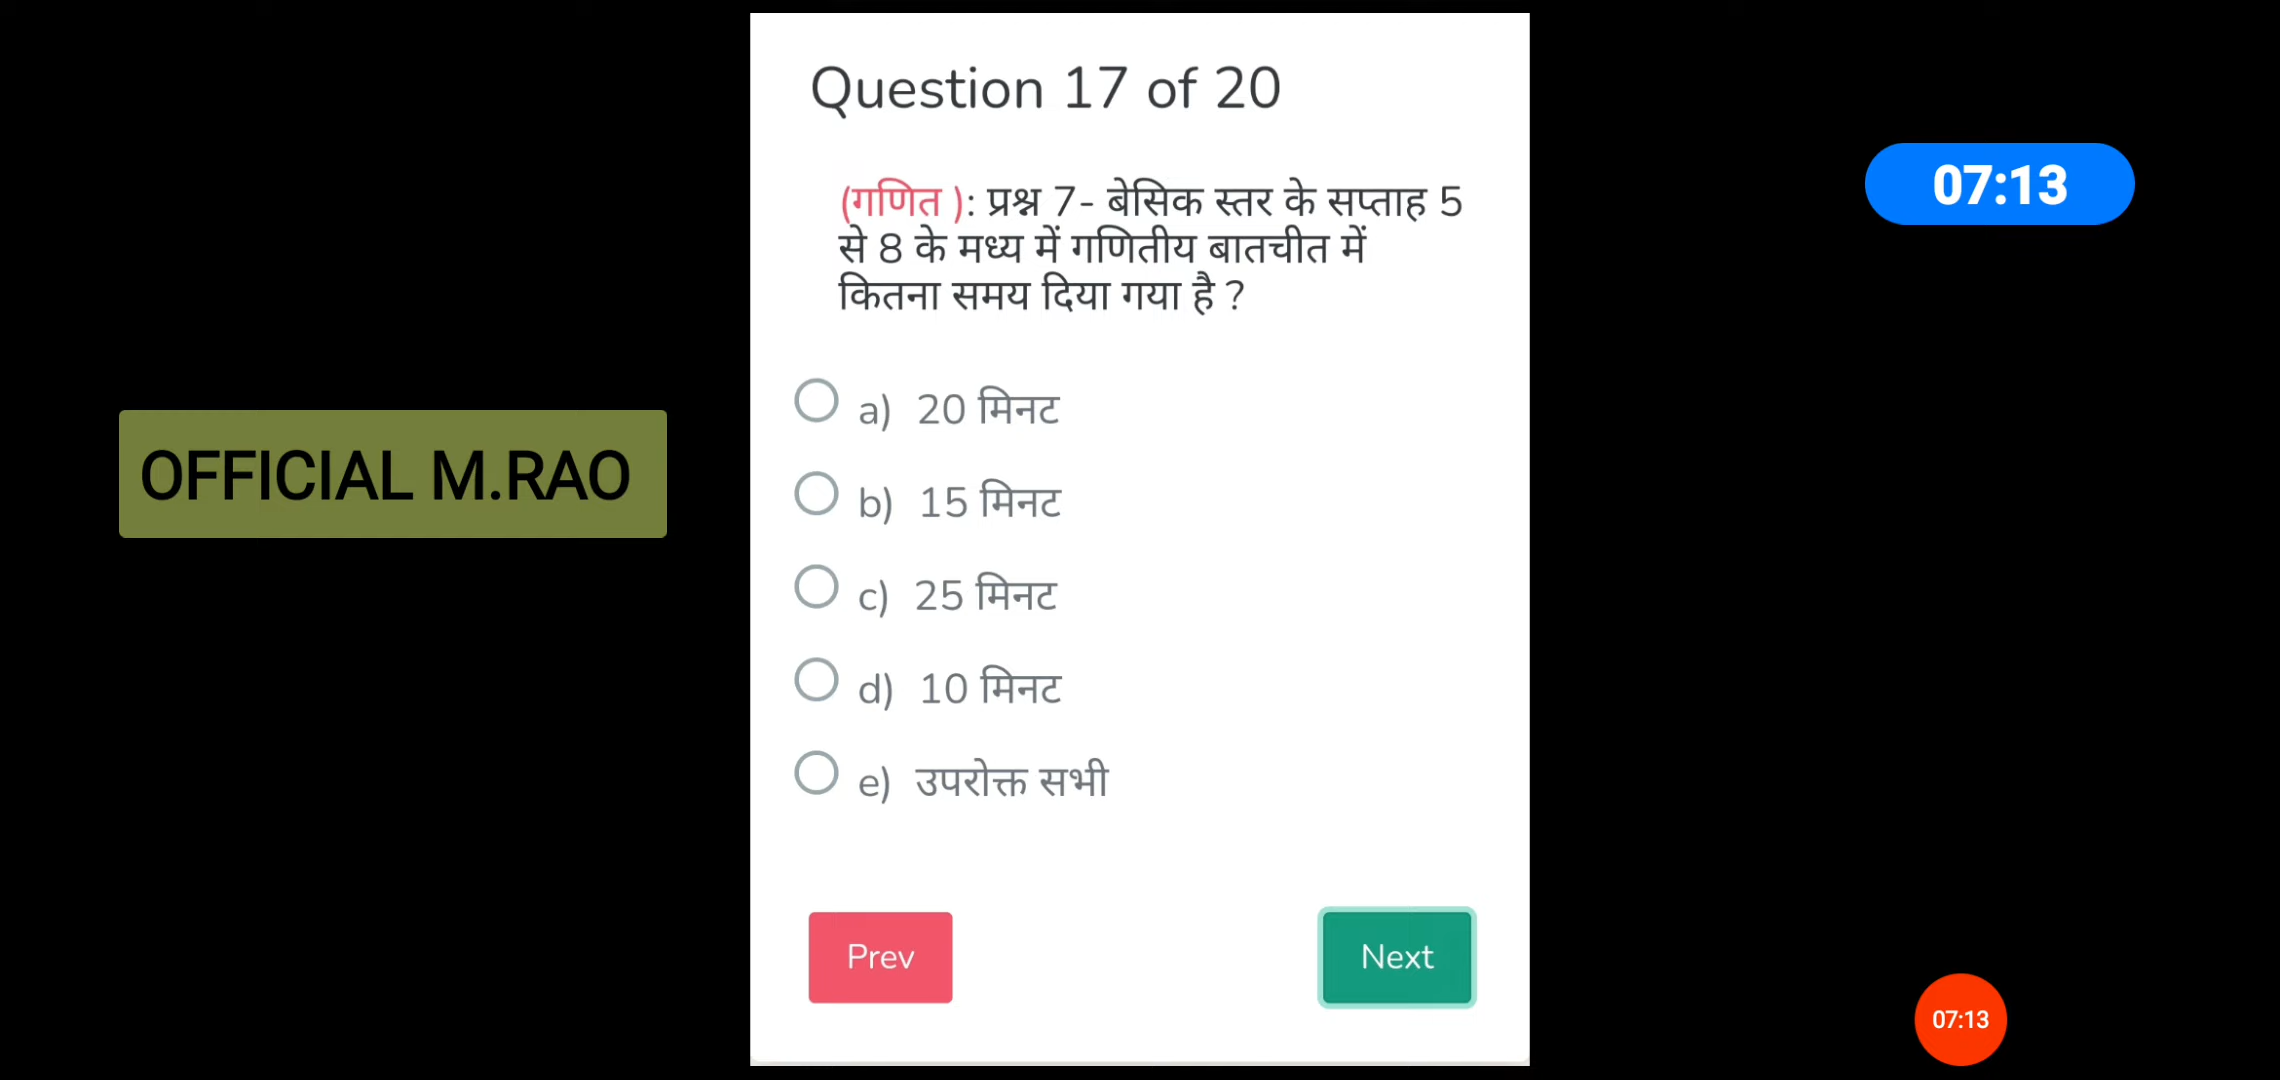 Question 17 of 20
(गणित ): प्रश्न 7- बेसिक स्तर के सप्ताह 5
से 8 के मध्य में गणितीय बातचीत में
कितना समय दिया गया है ?
a) 20 मिनट
b) 15 मिनट
c) 25 मिनट
d) 10 मिनट
e) उपरोक्त सभी
Prev
Next
OFFICIAL M.RAO
07:13
07:13